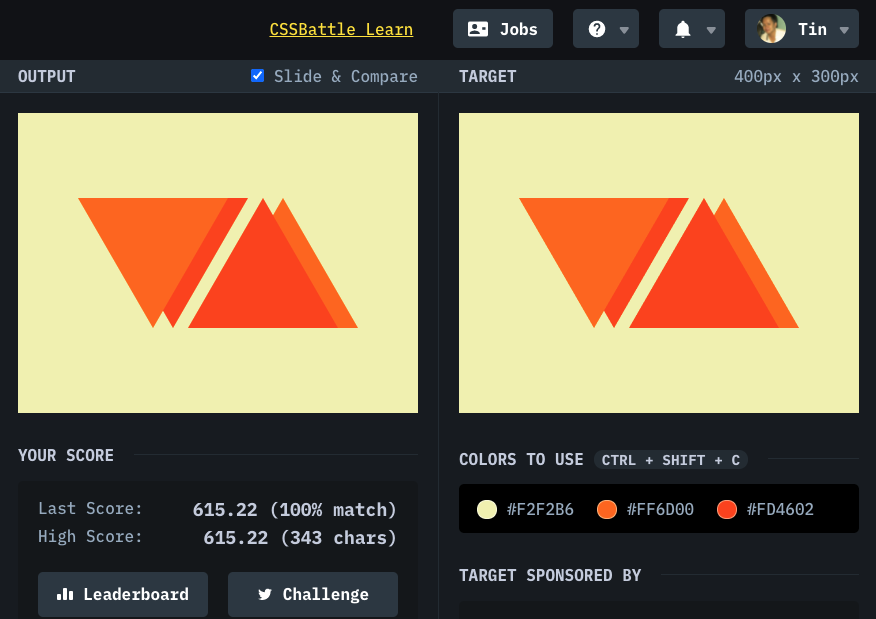 CSSBattle Learn
Jobs
Tin
OUTPUT
Slide & Compare
TARGET
400px x 300px
YOUR SCORE
Last Score: 615.22 (100% match)
High Score: 615.22 (343 chars)
Leaderboard
Challenge
COLORS TO USE CTRL + SHIFT + C
#F2F2B6 #FF6D00 #FD4602
TARGET SPONSORED BY